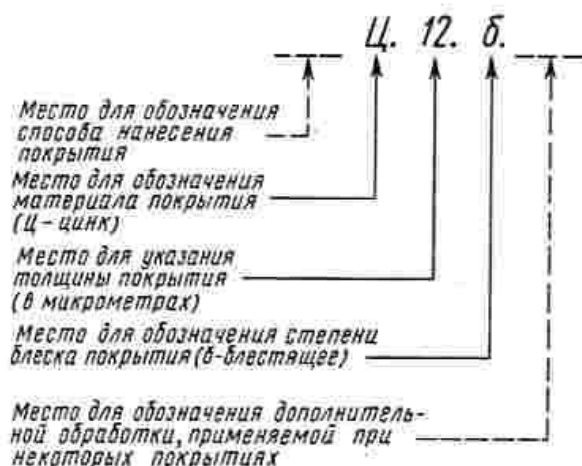 Ц. 12. б.
Место для обозначения
способа нанесения
покрытия
Место для обозначения
материала покрытия
(Ц - цинк)
Место для указания
толщины покрытия
(в микрометрах)
Место для обозначения степени
блеска покрытия (б-блестящее)
Место для обозначения дополнитель-
ной обработки, применяемой при
некоторых покрытиях